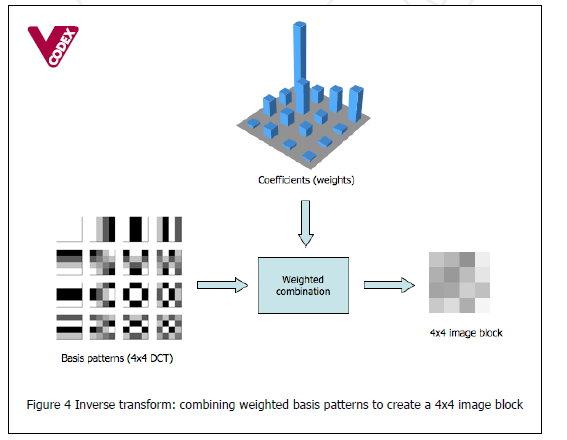 VCODEX
Coefficients (weights)
Weighted
combination
4x4 image block
Basis patterns (4x4 DCT)
Figure 4 Inverse transform: combining weighted basis patterns to create a 4x4 image block